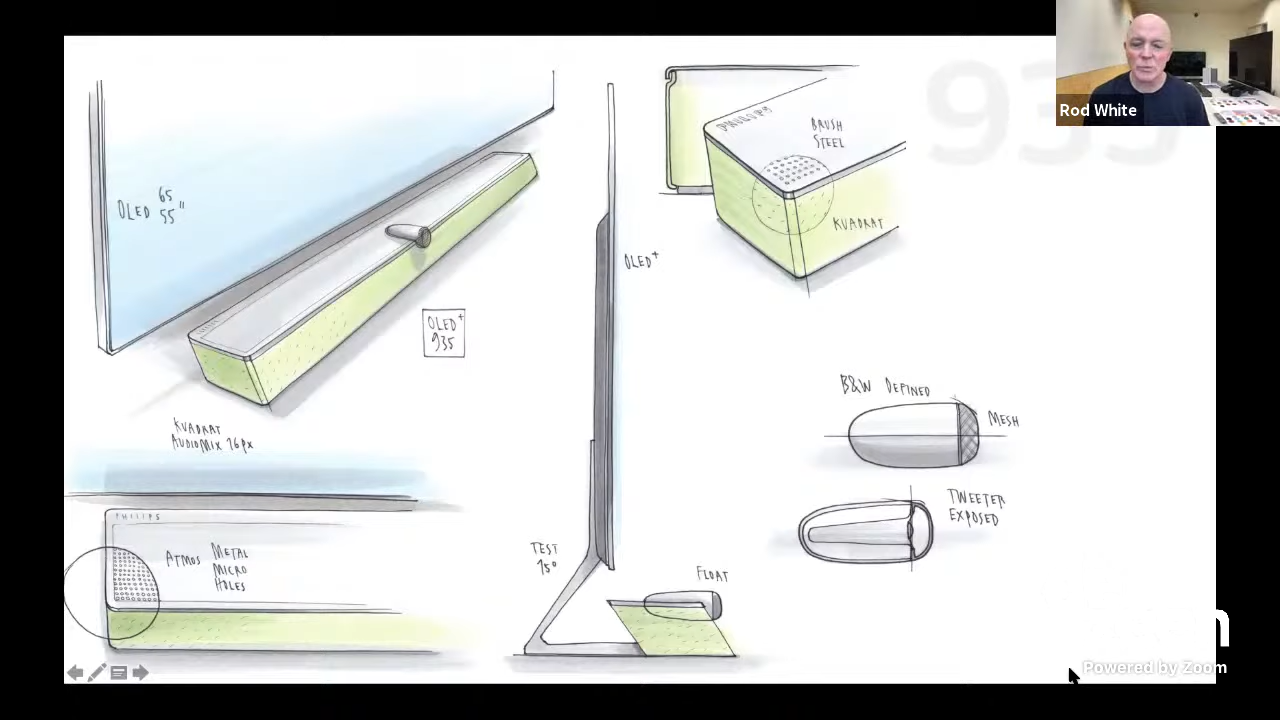 935
Rod White
OLED 65
55"
OLED+
935
KVADRAT
AUDIOMIX 16px
PHILIPS
ATMOS METAL
MICRO
HOLES
OLED+
TEST
15°
FLOAT
PHILIPS
BRUSH
STEEL
KVADRAT
B&W DEFINED
MESH
TWEETER
EXPOSED
Powered by Zoom